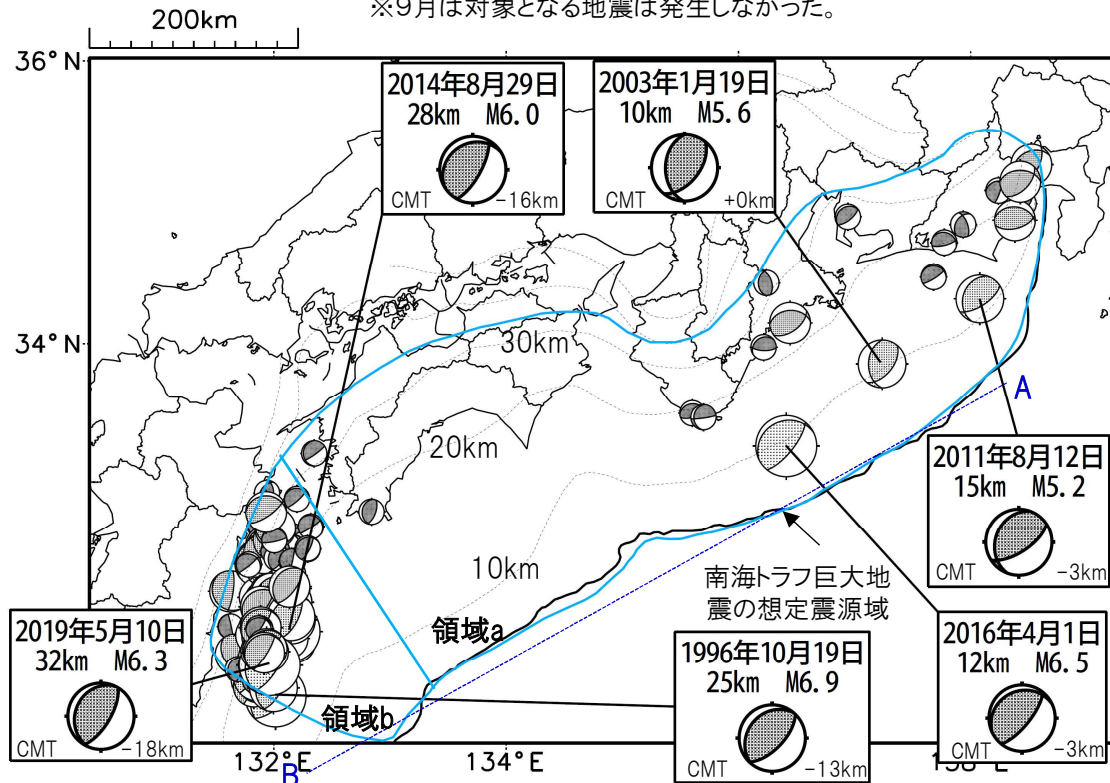 ※9月は対象となる地震は発生しなかった。
200km
36°N
2014年8月29日
28km M6.0
CMT -16km
2003年1月19日
10km M5.6
CMT +0km
34°N
30km
A
20km
2011年8月12日
15km M5.2
CMT -3km
10km
南海トラフ巨大地
震の想定震源域
2019年5月10日
32km M6.3
CMT -18km
領域a
1996年10月19日
25km M6.9
CMT -13km
2016年4月1日
12km M6.5
CMT -3km
領域b
B
132°E
134°E